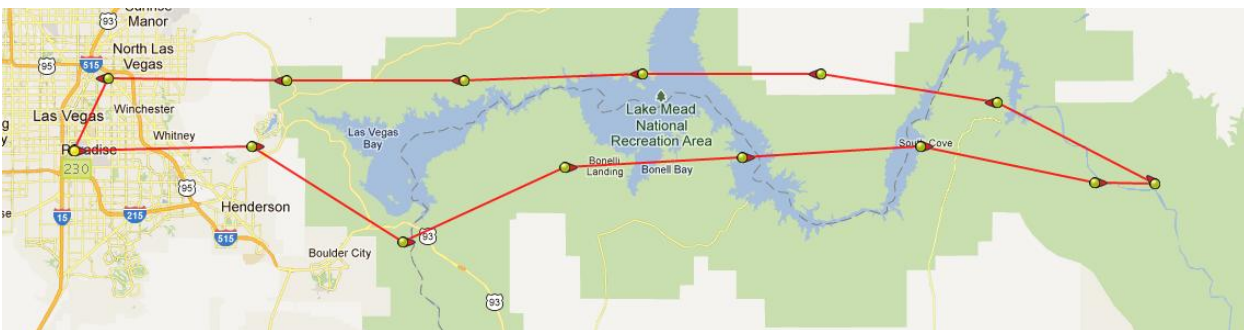 Sunrise
Manor
93
North Las
Vegas
95
515
Las Vegas
Winchester
Whitney
Paradise
230
Las Vegas
Bay
Lake Mead
National
Recreation Area
Bonelli
Landing
Bonell Bay
South Cove
95
Henderson
15
215
515
Boulder City
93
93